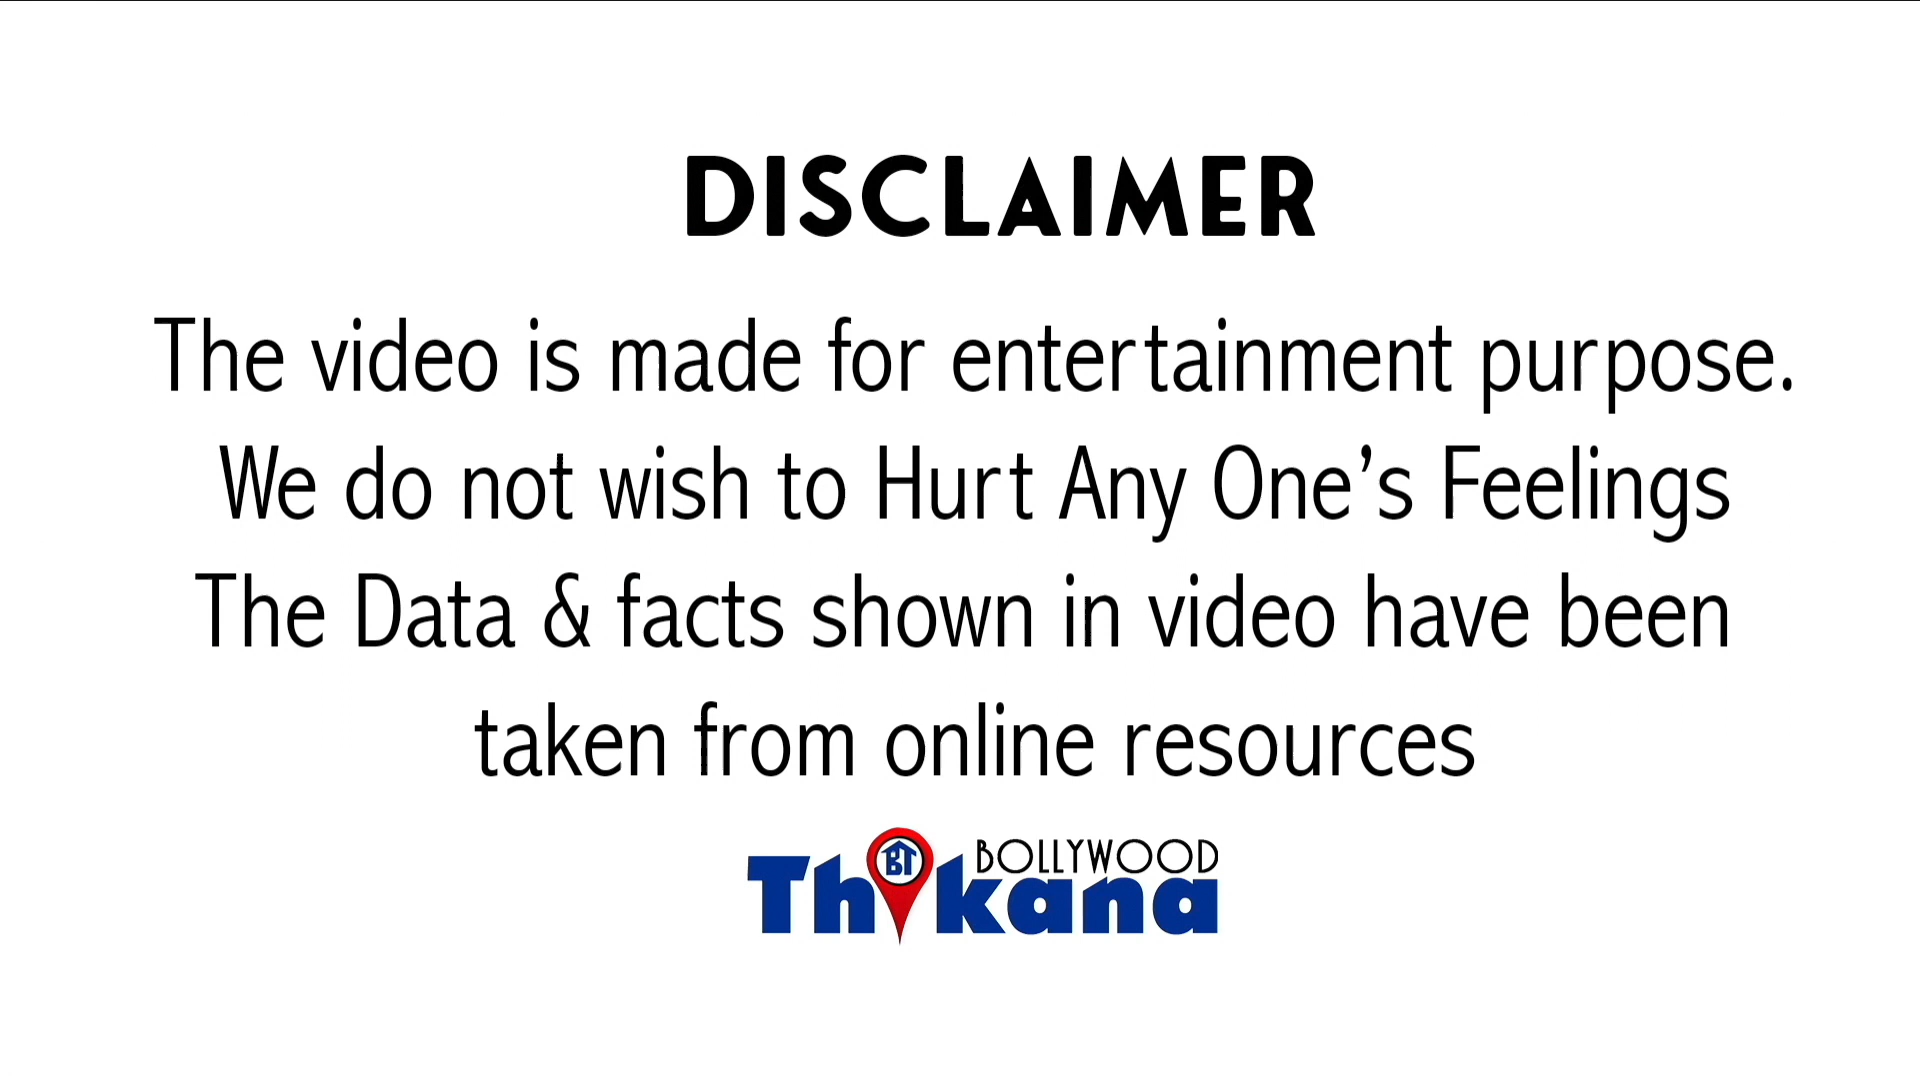 DISCLAIMER
The video is made for entertainment purpose.
We do not wish to Hurt Any One’s Feelings
The Data & facts shown in video have been
taken from online resources
BT
BOLLYWOOD
Thikana